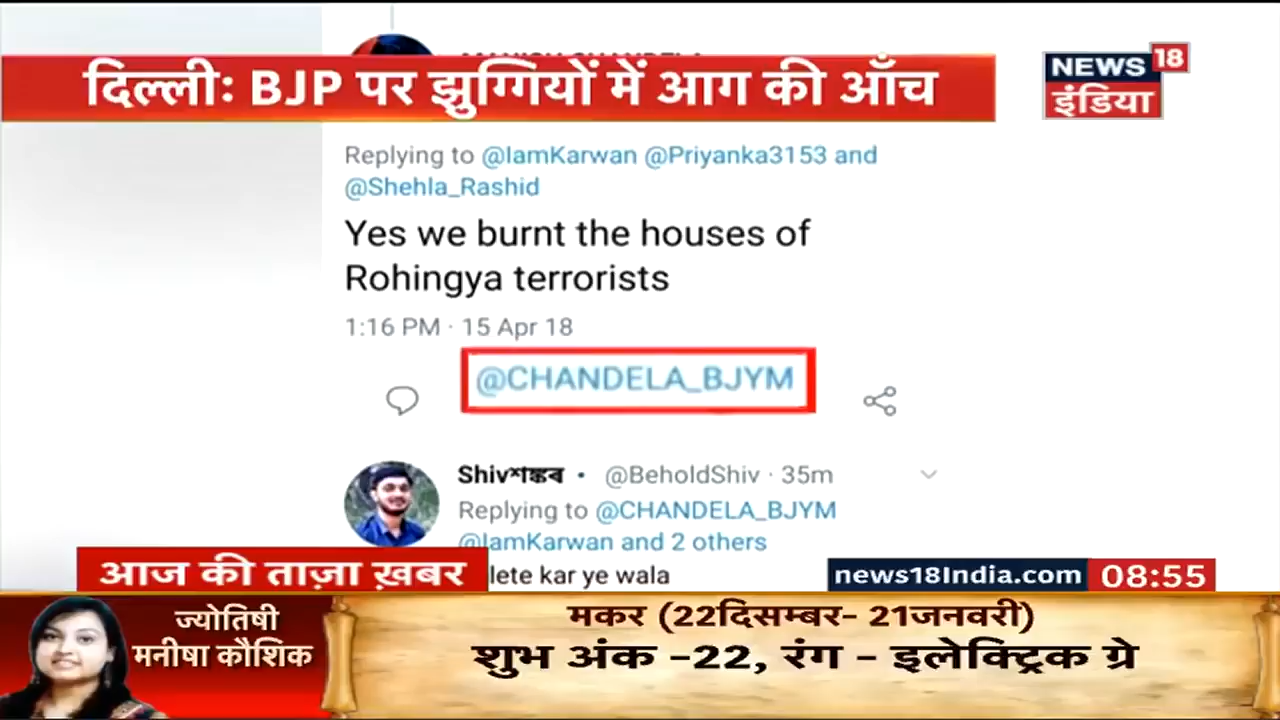 दिल्लीः BJP पर झुग्गियों में आग की आँच
NEWS 18
इंडिया
Replying to @IamKarwan @Priyanka3153 and
@Shehla_Rashid
Yes we burnt the houses of
Rohingya terrorists
1:16 PM · 15 Apr 18
@CHANDELA_BJYM
Shivশঙ্কৰ • @BeholdShiv · 35m
Replying to @CHANDELA_BJYM
@IamKarwan and 2 others
lete kar ye wala
आज की ताज़ा ख़बर
news18India.com 08:55
ज्योतिषी
मनीषा कौशिक
मकर (22दिसम्बर- 21जनवरी)
शुभ अंक -22, रंग - इलेक्ट्रिक ग्रे